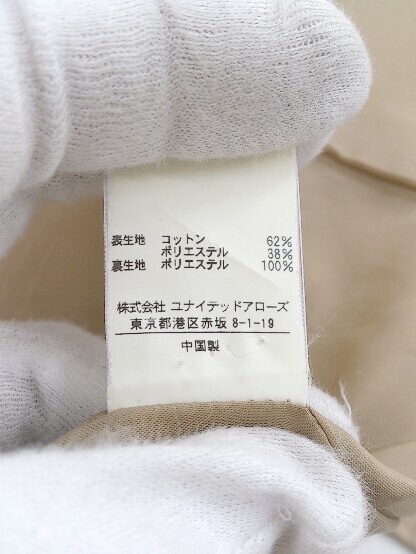 表生地 コットン 62%
ポリエステル 38%
裏生地 ポリエステル 100%
株式会社 ユナイテッドアローズ
東京都港区赤坂 8-1-19
中国製